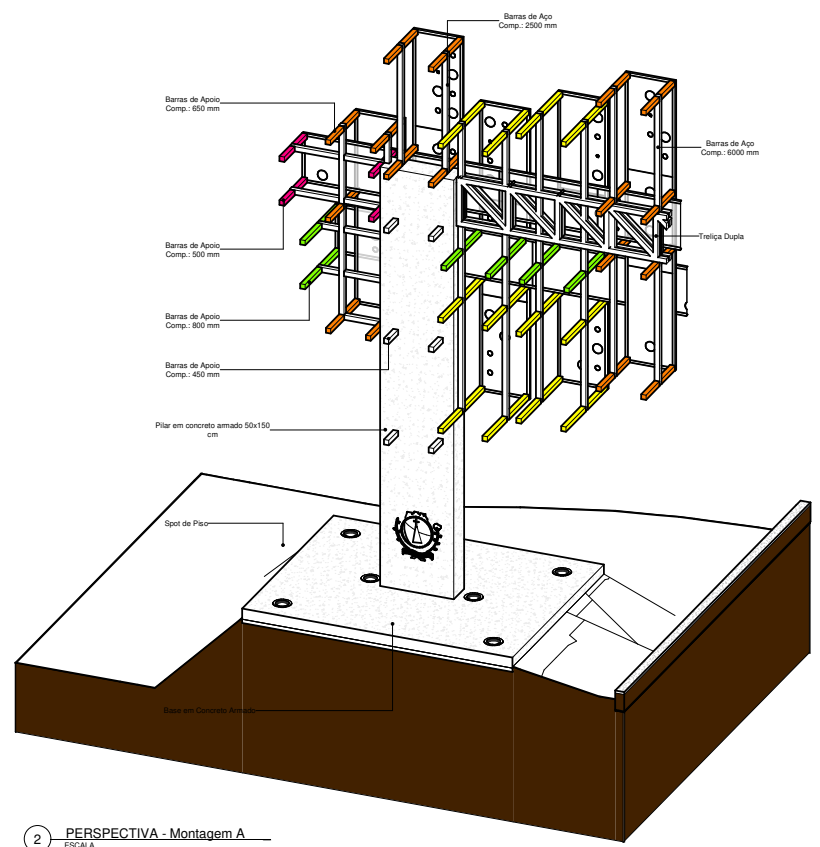 Barras de Aço
Comp.: 2500 mm
Barras de Apoio
Comp.: 650 mm
Barras de Aço
Comp.: 6000 mm
Treliça Dupla
Barras de Apoio
Comp.: 500 mm
Barras de Apoio
Comp.: 800 mm
Barras de Apoio
Comp.: 450 mm
Pilar em concreto armado 50x150
cm
Spot de Piso
Base em Concreto Armado
2
PERSPECTIVA - Montagem A
ESCALA